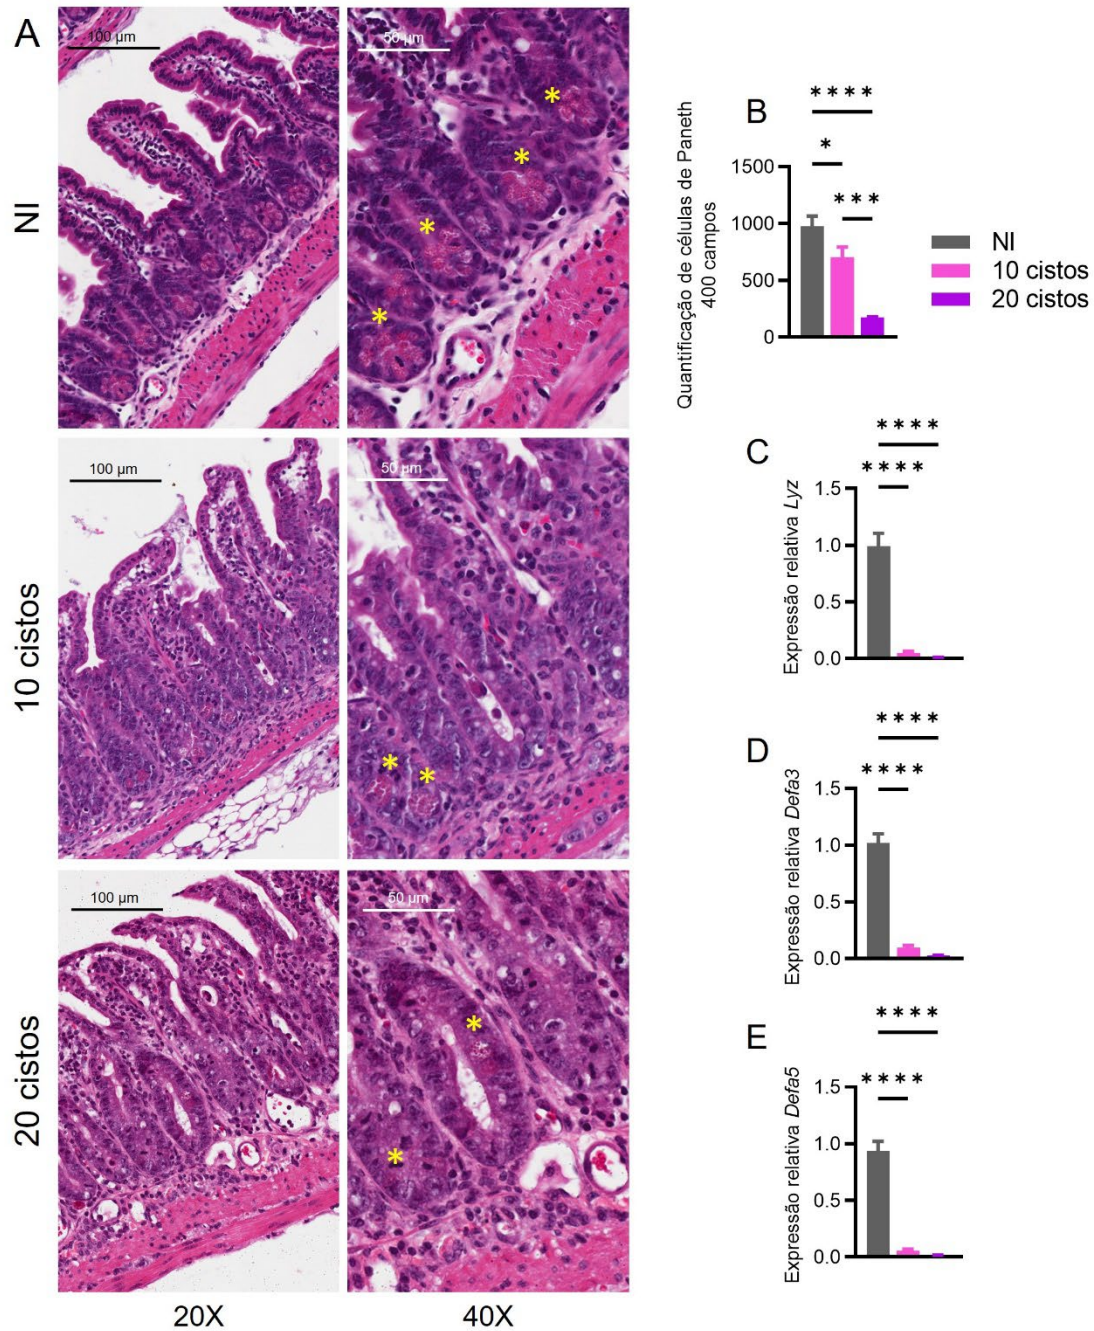 A
NI
100 µm
50 µm
*
*
*
*
10 cistos
100 µm
50 µm
*
*
20 cistos
100 µm
50 µm
*
*
20X
40X
B
Quantificação de células de Paneth
400 campos
****
*
***
1500
1000
500
0
NI
10 cistos
20 cistos
C
Expressão relativa Lyz
****
****
1.5
1.0
0.5
0.0
D
Expressão relativa Defa3
****
****
1.5
1.0
0.5
0.0
E
Expressão relativa Defa5
****
****
1.5
1.0
0.5
0.0